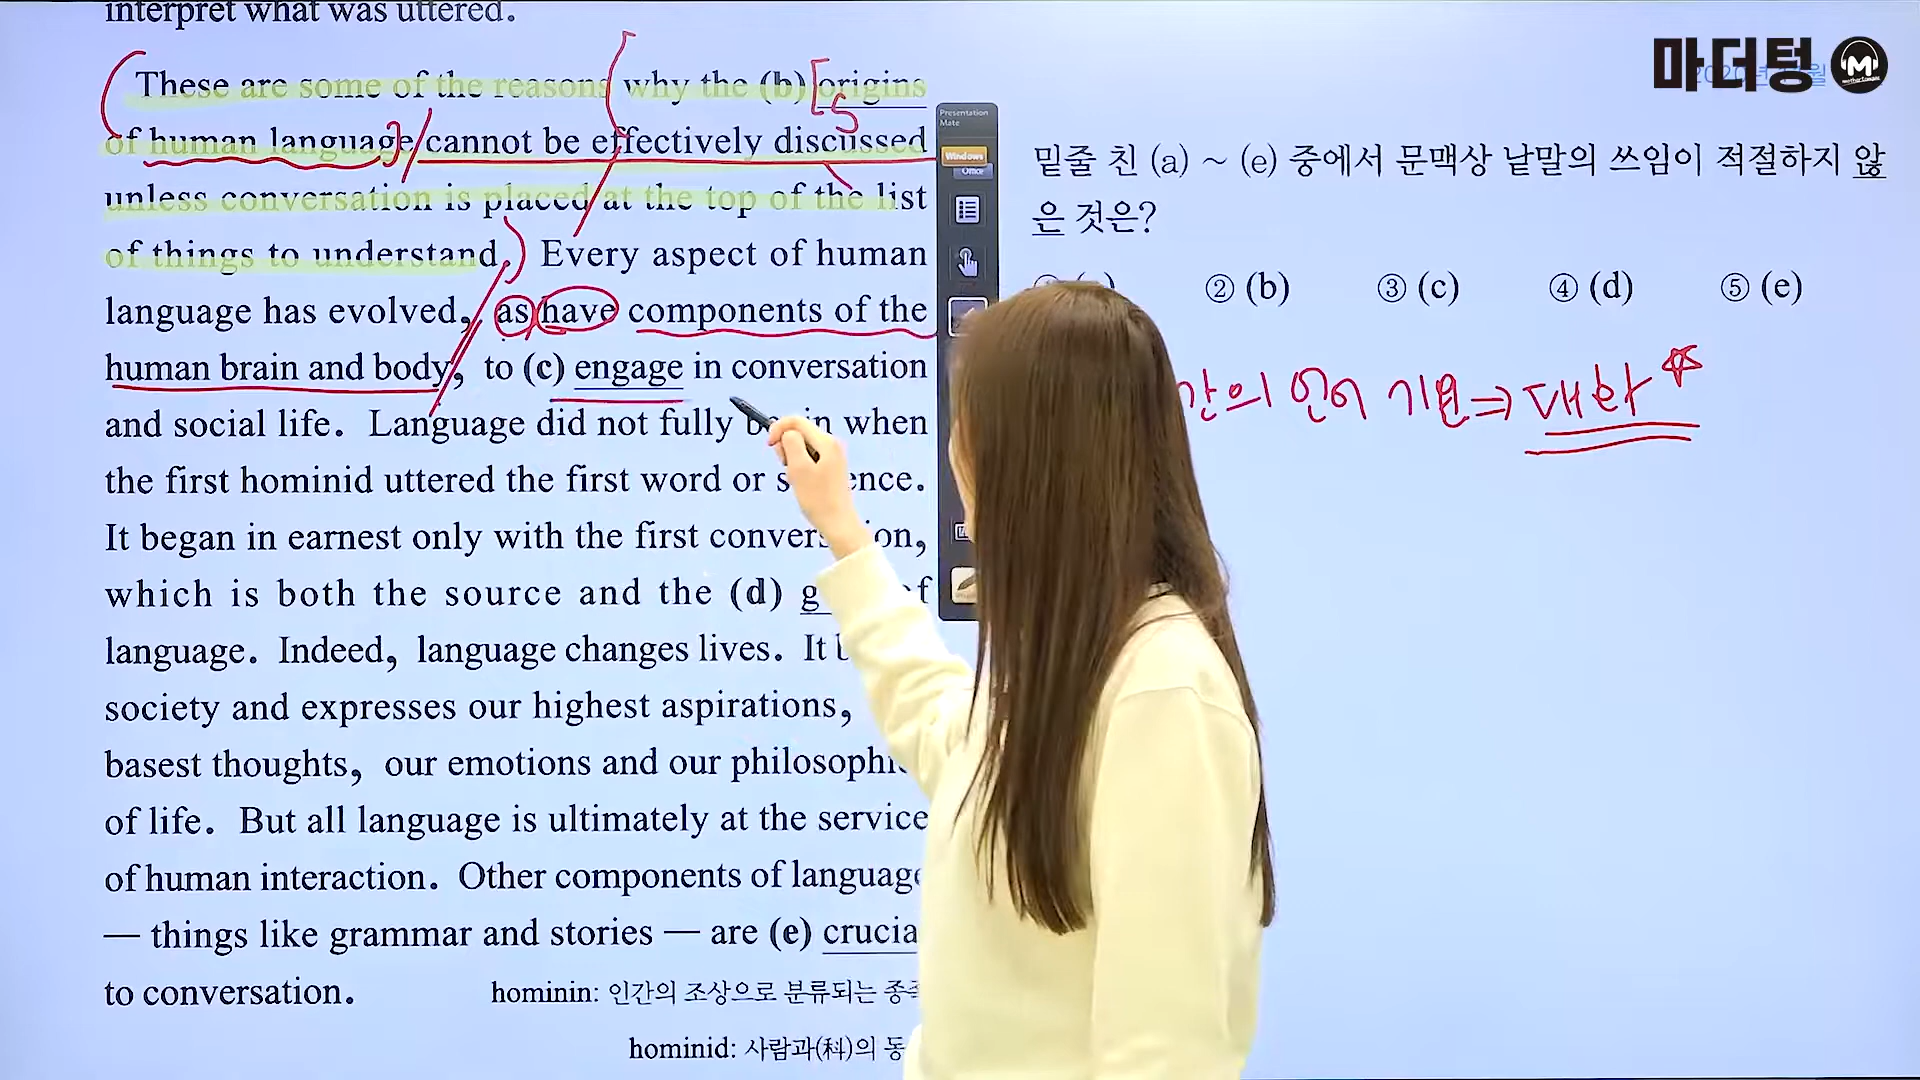 interpret what was uttered.
These are some of the reasons why the (b) origins
of human language cannot be effectively discussed
unless conversation is placed at the top of the list
of things to understand. Every aspect of human
language has evolved, as have components of the
human brain and body, to (c) engage in conversation
and social life. Language did not fully in when
the first hominid uttered the first word or
It began in earnest only with the first
which is both the source and the (d)
language. Indeed, language changes lives. It
society and expresses our highest aspirations,
basest thoughts, our emotions and our
of life. But all language is ultimately at the service
of human interaction. Other components of
— things like grammar and stories — are (e)
to conversation.
hominin: 인간의 조상으로 분류되는
hominid: 사람과(科)의
마더텅
M
Presentation
Mate
Windows
Office
밑줄 친 (a) ~ (e) 중에서 문맥상 낱말의 쓰임이 적절하지 않
은 것은?
② (b) ③ (c) ④ (d) ⑤ (e)
간의 언어 기원 ⇒ 대화 ☆
S